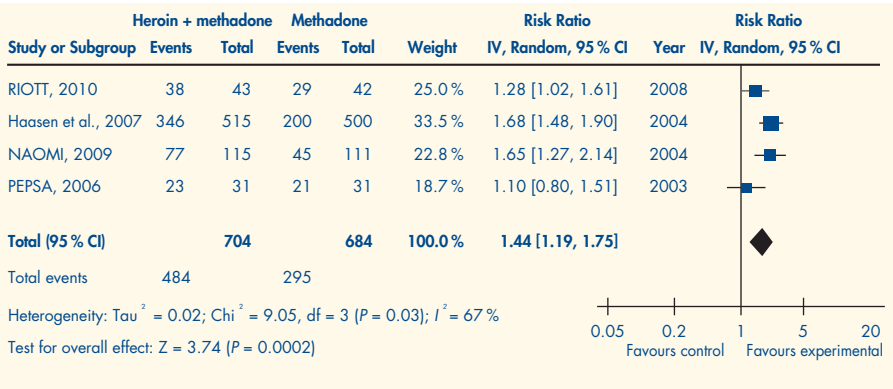 Heroin + methadone Methadone Risk Ratio Risk Ratio
Study or Subgroup Events Total Events Total Weight IV, Random, 95 % CI Year IV, Random, 95 % CI
RIOTT, 2010 38 43 29 42 25.0 % 1.28 [1.02, 1.61] 2008
Haasen et al., 2007 346 515 200 500 33.5 % 1.68 [1.48, 1.90] 2004
NAOMI, 2009 77 115 45 111 22.8 % 1.65 [1.27, 2.14] 2004
PEPSA, 2006 23 31 21 31 18.7 % 1.10 [0.80, 1.51] 2003
Total (95 % CI) 704 684 100.0 % 1.44 [1.19, 1.75]
Total events 484 295
Heterogeneity: Tau ² = 0.02; Chi ² = 9.05, df = 3 (P = 0.03); I ² = 67 %
Test for overall effect: Z = 3.74 (P = 0.0002)
0.05 0.2 1 5 20
Favours control Favours experimental